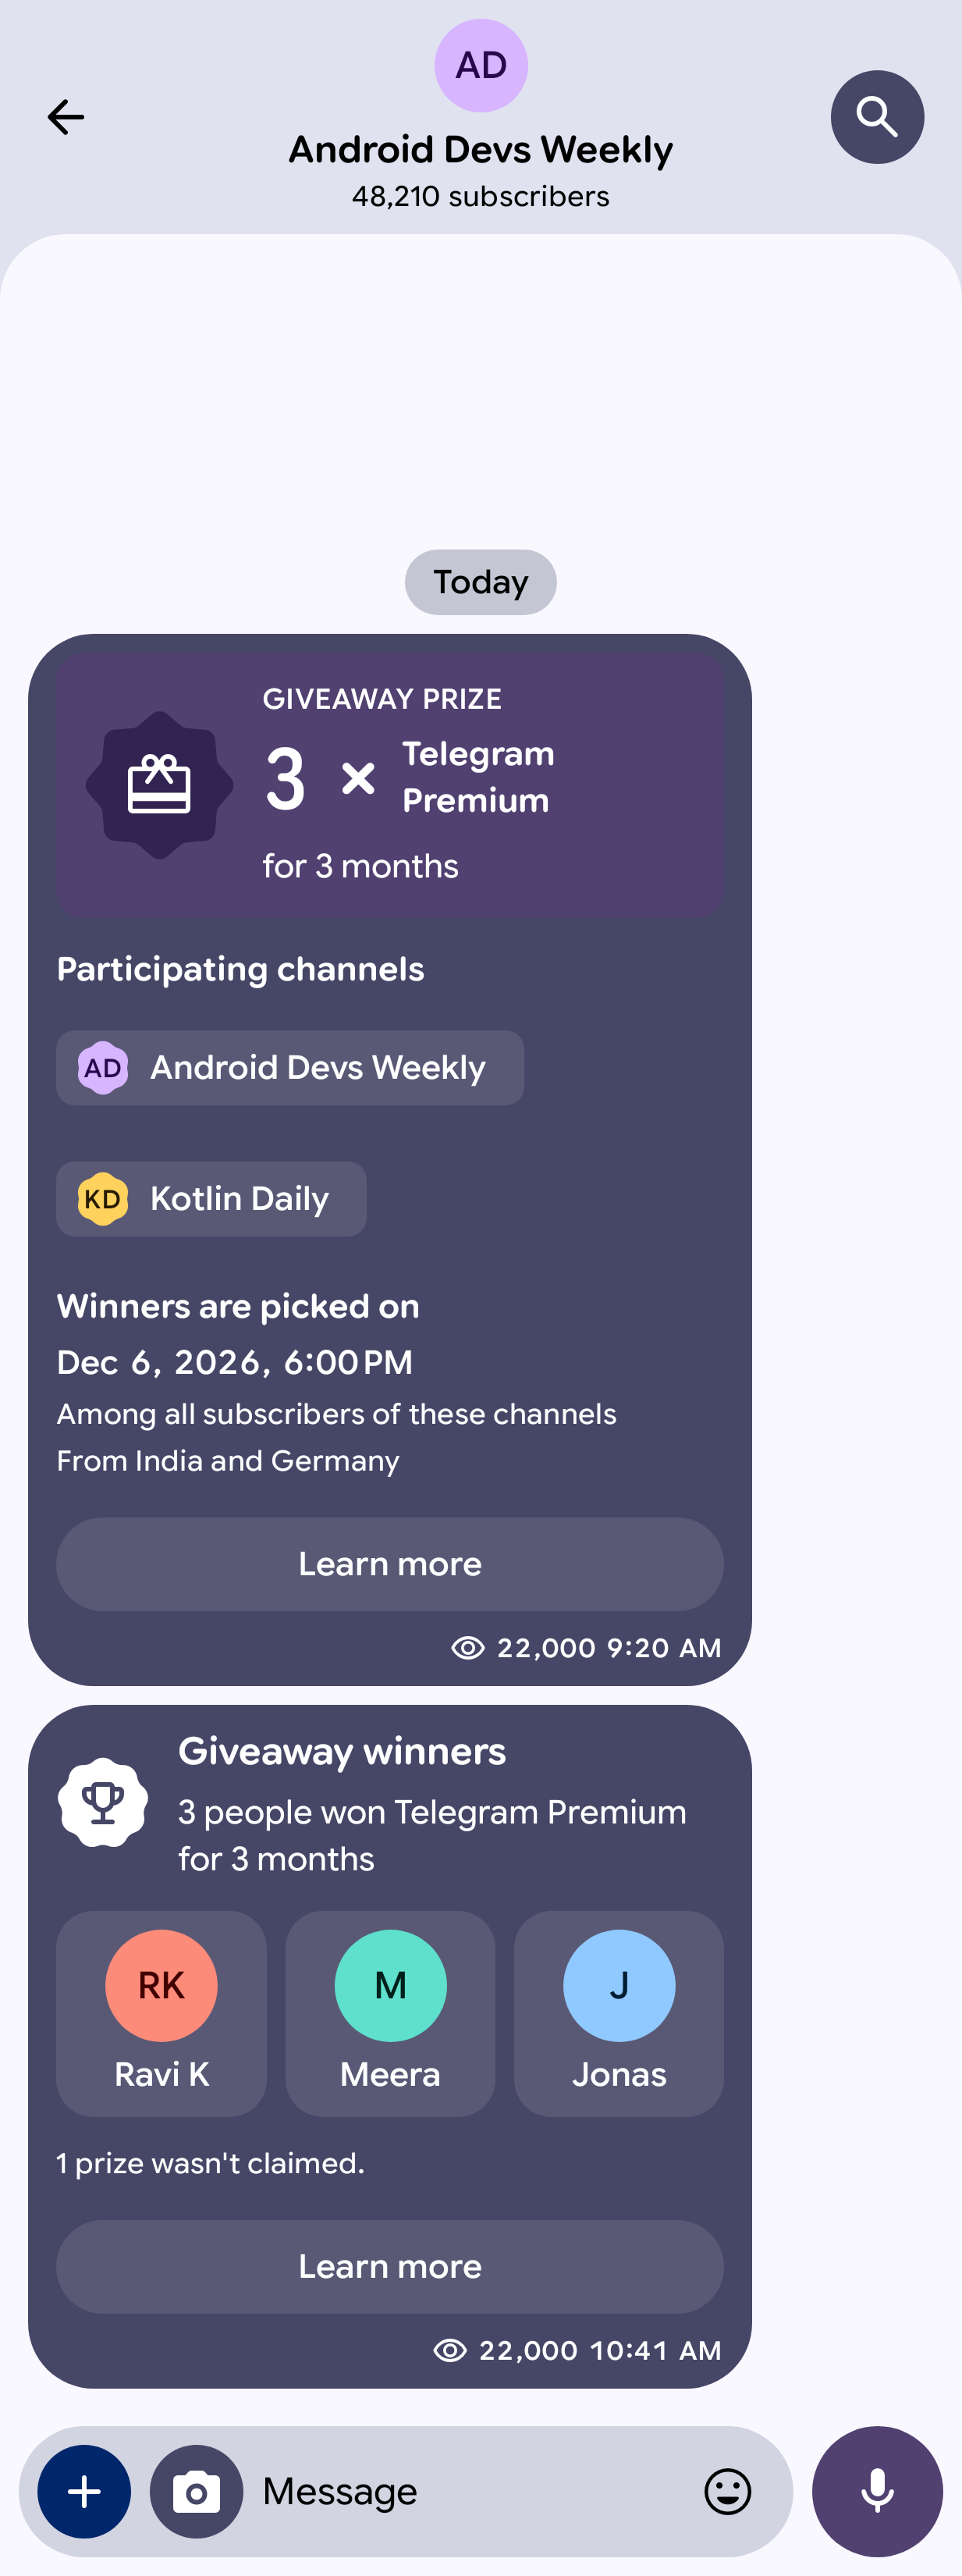 AD
Android Devs Weekly
48,210 subscribers
Today
GIVEAWAY PRIZE
3 × Telegram
Premium
for 3 months
Participating channels
AD Android Devs Weekly
KD Kotlin Daily
Winners are picked on
Dec 6, 2026, 6:00 PM
Among all subscribers of these channels
From India and Germany
Learn more
22,000 9:20 AM
Giveaway winners
3 people won Telegram Premium
for 3 months
RK M J
Ravi K Meera Jonas
1 prize wasn't claimed.
Learn more
22,000 10:41 AM
Message